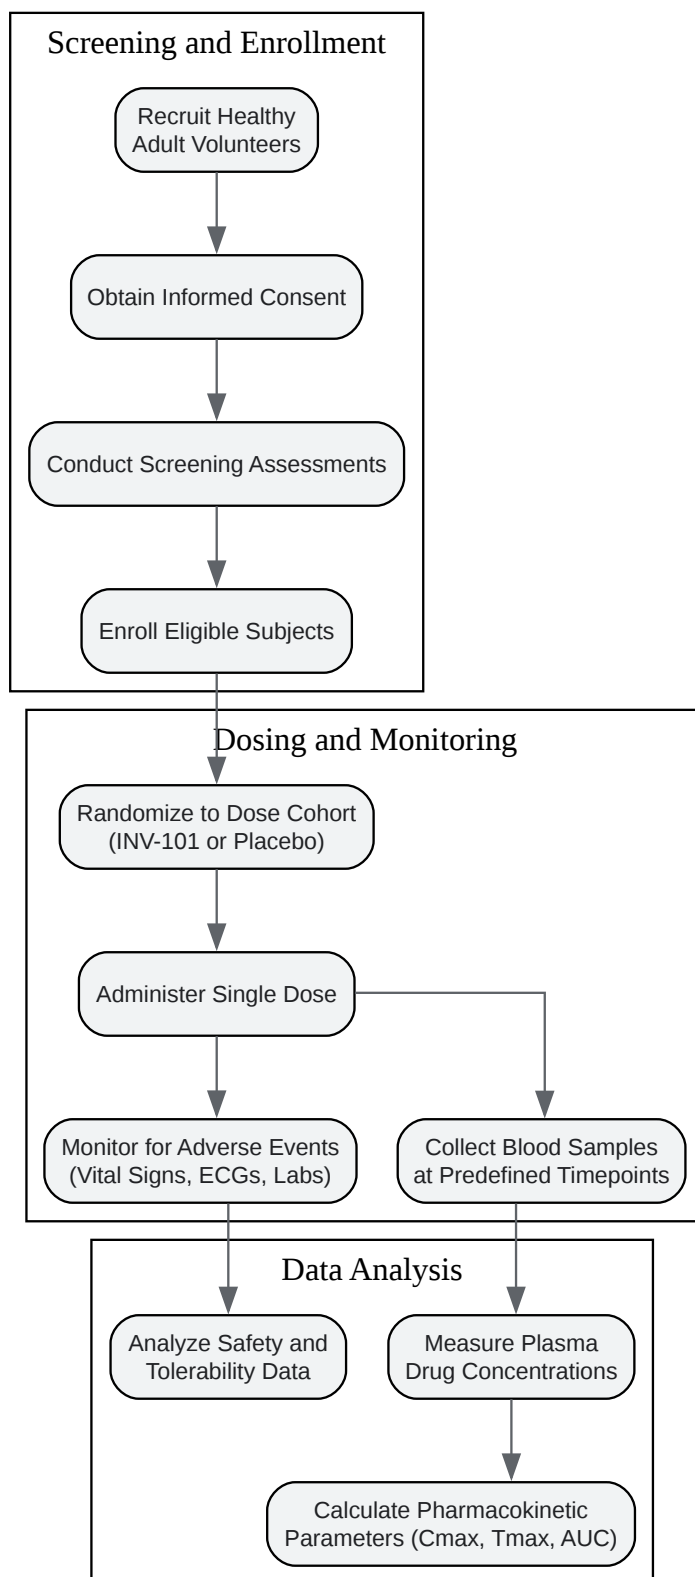 Screening and Enrollment
Recruit Healthy
Adult Volunteers
Obtain Informed Consent
Conduct Screening Assessments
Enroll Eligible Subjects
Dosing and Monitoring
Randomize to Dose Cohort
(INV-101 or Placebo)
Administer Single Dose
Monitor for Adverse Events
(Vital Signs, ECGs, Labs)
Collect Blood Samples
at Predefined Timepoints
Data Analysis
Analyze Safety and
Tolerability Data
Measure Plasma
Drug Concentrations
Calculate Pharmacokinetic
Parameters (Cmax, Tmax, AUC)